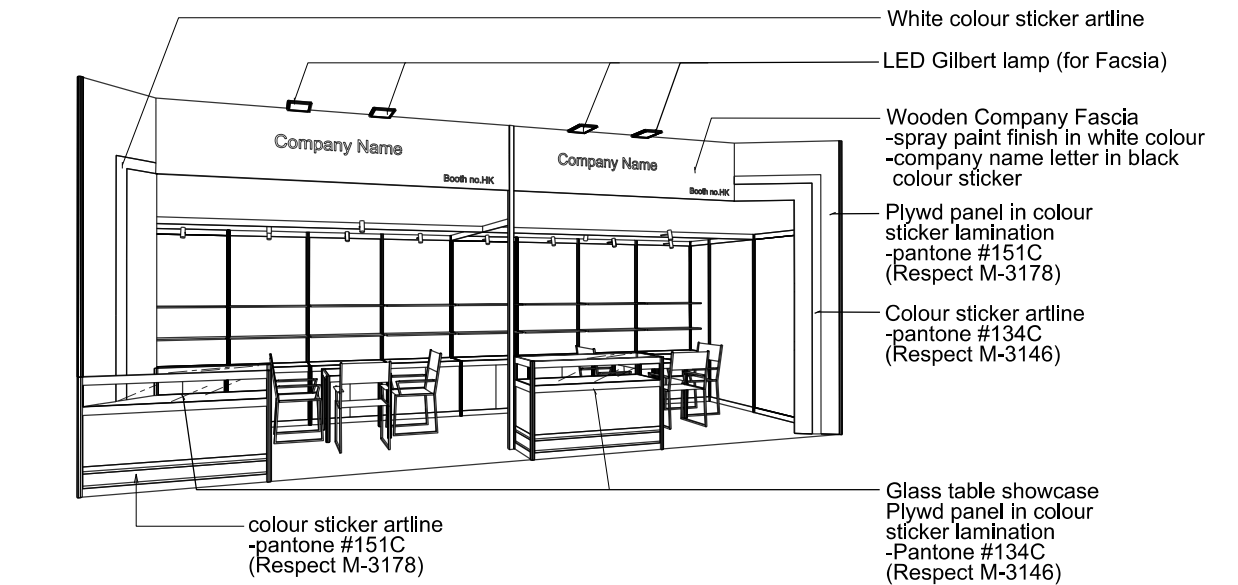 White colour sticker artline
LED Gilbert lamp (for Facsia)
Wooden Company Fascia
-spray paint finish in white colour
-company name letter in black
colour sticker
Company Name
Booth no.HK
Company Name
Booth no.HK
Plywd panel in colour
sticker lamination
-pantone #151C
(Respect M-3178)
Colour sticker artline
-pantone #134C
(Respect M-3146)
Glass table showcase
Plywd panel in colour
sticker lamination
-Pantone #134C
(Respect M-3146)
colour sticker artline
-pantone #151C
(Respect M-3178)